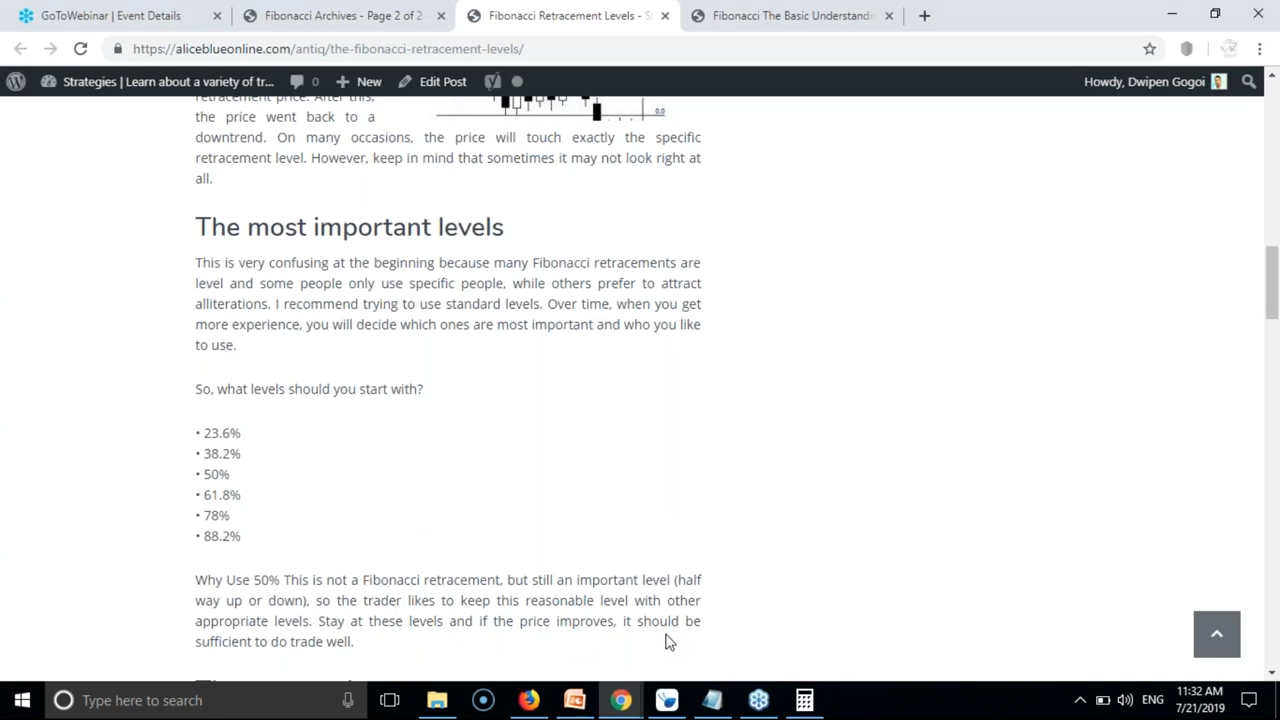 GoToWebinar | Event Details
Fibonacci Archives - Page 2 of 2 -
Fibonacci Retracement Levels - S
Fibonacci The Basic Understandin
https://aliceblueonline.com/antiq/the-fibonacci-retracement-levels/
Strategies | Learn about a variety of tr...
0
New
Edit Post
Howdy, Dwipen Gogoi
retracement price. After this,
the price went back to a
0.0
downtrend. On many occasions, the price will touch exactly the specific
retracement level. However, keep in mind that sometimes it may not look right at
all.
The most important levels
This is very confusing at the beginning because many Fibonacci retracements are
level and some people only use specific people, while others prefer to attract
alliterations. I recommend trying to use standard levels. Over time, when you get
more experience, you will decide which ones are most important and who you like
to use.
So, what levels should you start with?
• 23.6%
• 38.2%
• 50%
• 61.8%
• 78%
• 88.2%
Why Use 50% This is not a Fibonacci retracement, but still an important level (half
way up or down), so the trader likes to keep this reasonable level with other
appropriate levels. Stay at these levels and if the price improves, it should be
sufficient to do trade well.
Type here to search
ENG
11:32 AM
7/21/2019